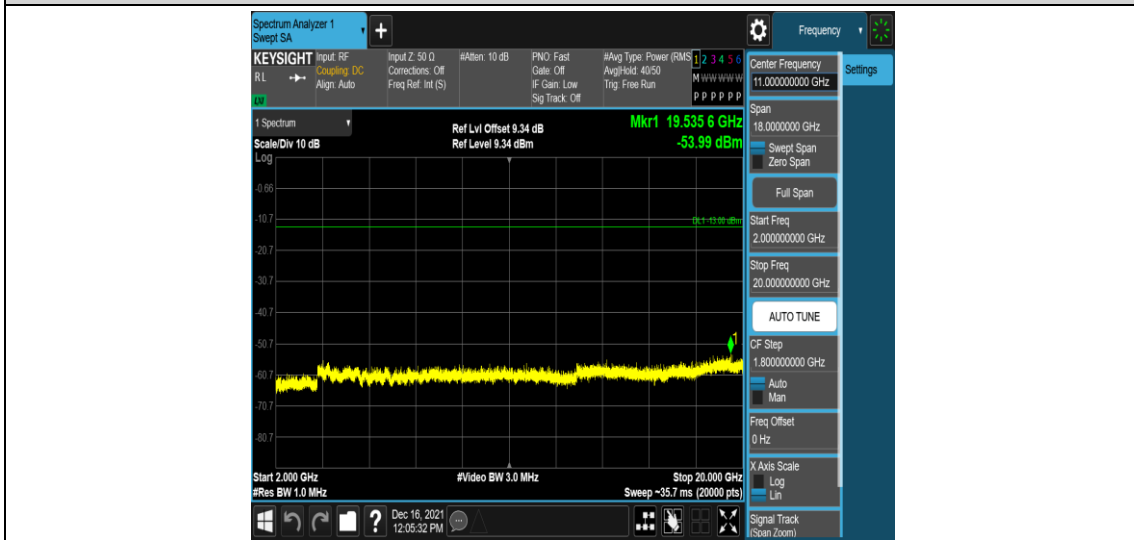 Spectrum Analyzer 1
Swept SA
+
Frequency
KEYSIGHT
RL
LXI
Input: RF
Coupling: DC
Align: Auto
Input Z: 50 Ω
Corrections: Off
Freq Ref: Int (S)
#Atten: 10 dB
PNO: Fast
Gate: Off
IF Gain: Low
Sig Track: Off
#Avg Type: Power (RMS
Avg|Hold: 40/50
Trig: Free Run
1 2 3 4 5 6
M W W W W W
P P P P P P
1 Spectrum
Scale/Div 10 dB
Ref Lvl Offset 9.34 dB
Ref Level 9.34 dBm
Mkr1 19.535 6 GHz
-53.99 dBm
Log
-0.66
-10.7
DL1 -13.00 dBm
-20.7
-30.7
-40.7
-50.7
1
-60.7
-70.7
-80.7
Start 2.000 GHz
#Video BW 3.0 MHz
Stop 20.000 GHz
#Res BW 1.0 MHz
Sweep ~35.7 ms (20000 pts)
Center Frequency
11.000000000 GHz
Settings
Span
18.0000000 GHz
Swept Span
Zero Span
Full Span
Start Freq
2.000000000 GHz
Stop Freq
20.000000000 GHz
AUTO TUNE
CF Step
1.800000000 GHz
Auto
Man
Freq Offset
0 Hz
X Axis Scale
Log
Lin
Signal Track
(Span Zoom)
?
Dec 16, 2021
12:05:32 PM